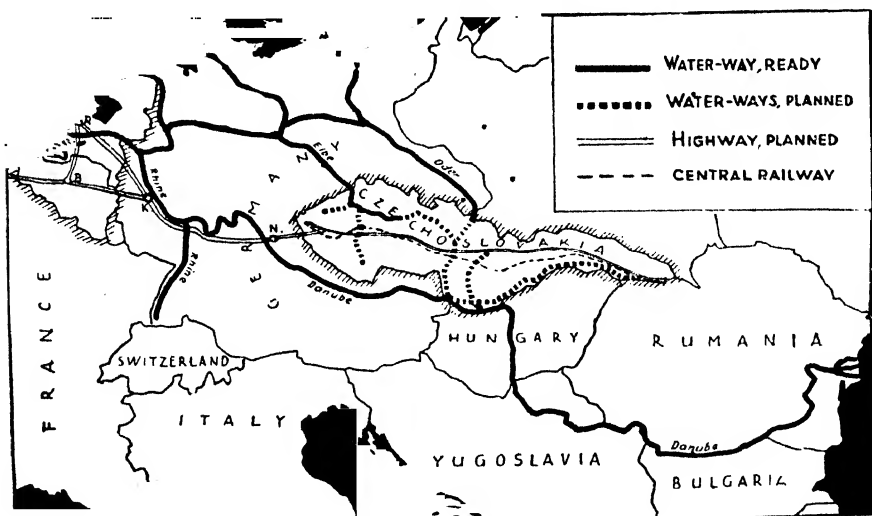 WATER-WAY, READY
WATER-WAYS, PLANNED
HIGHWAY, PLANNED
CENTRAL RAILWAY
Elbe
Oder
Rhine
B
K
N.
GERMANY
CZECHOSLOVAKIA
Rhine
Danube
FRANCE
SWITZERLAND
HUNGARY
RUMANIA
ITALY
YUGOSLAVIA
Danube
BULGARIA